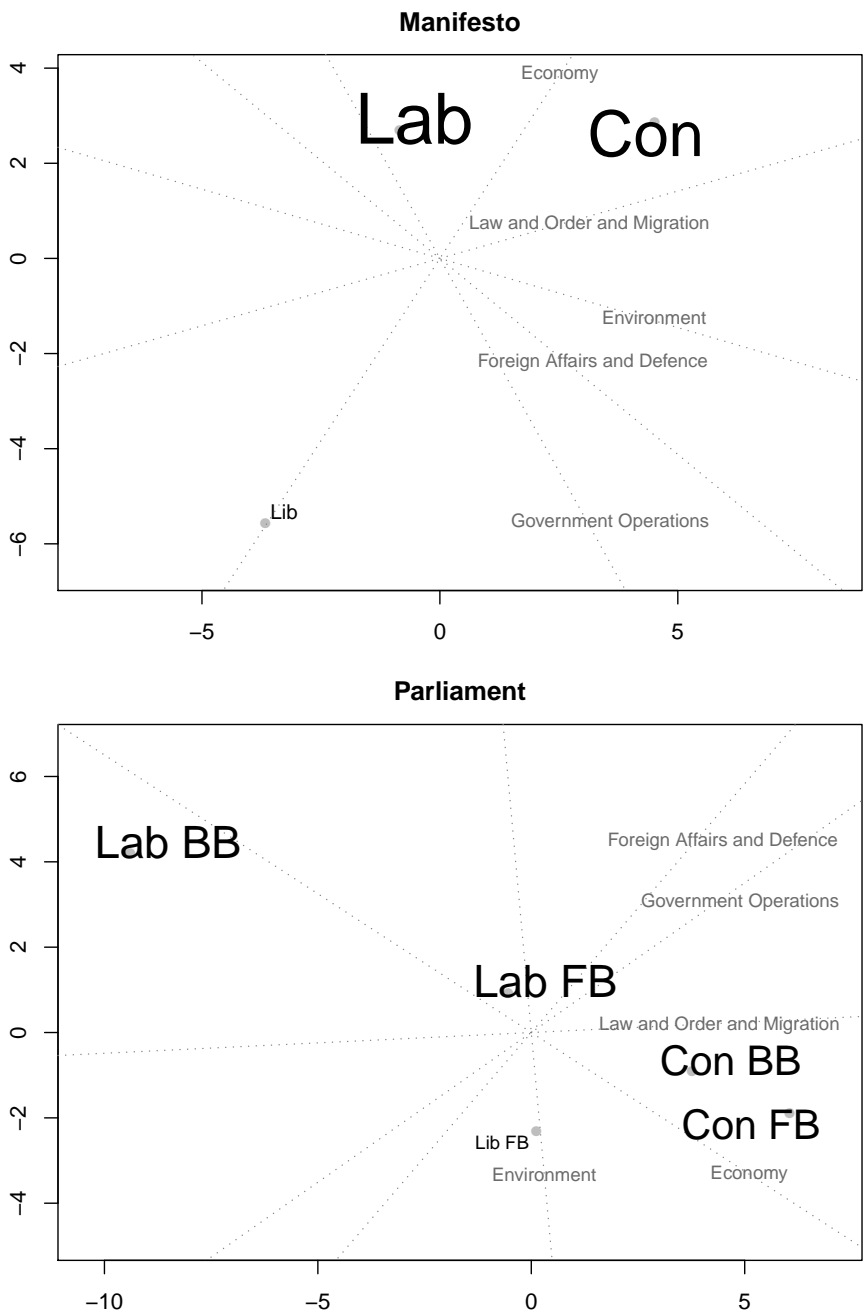 Manifesto
4
2
0
−2
−4
−6
Economy
Lab
Con
Law and Order and Migration
Environment
Foreign Affairs and Defence
Lib
Government Operations
−5
0
5
Parliament
6
4
2
0
−2
−4
Lab BB
Foreign Affairs and Defence
Government Operations
Lab FB
Law and Order and Migration
Con BB
Con FB
Lib FB
Environment
Economy
−10
−5
0
5